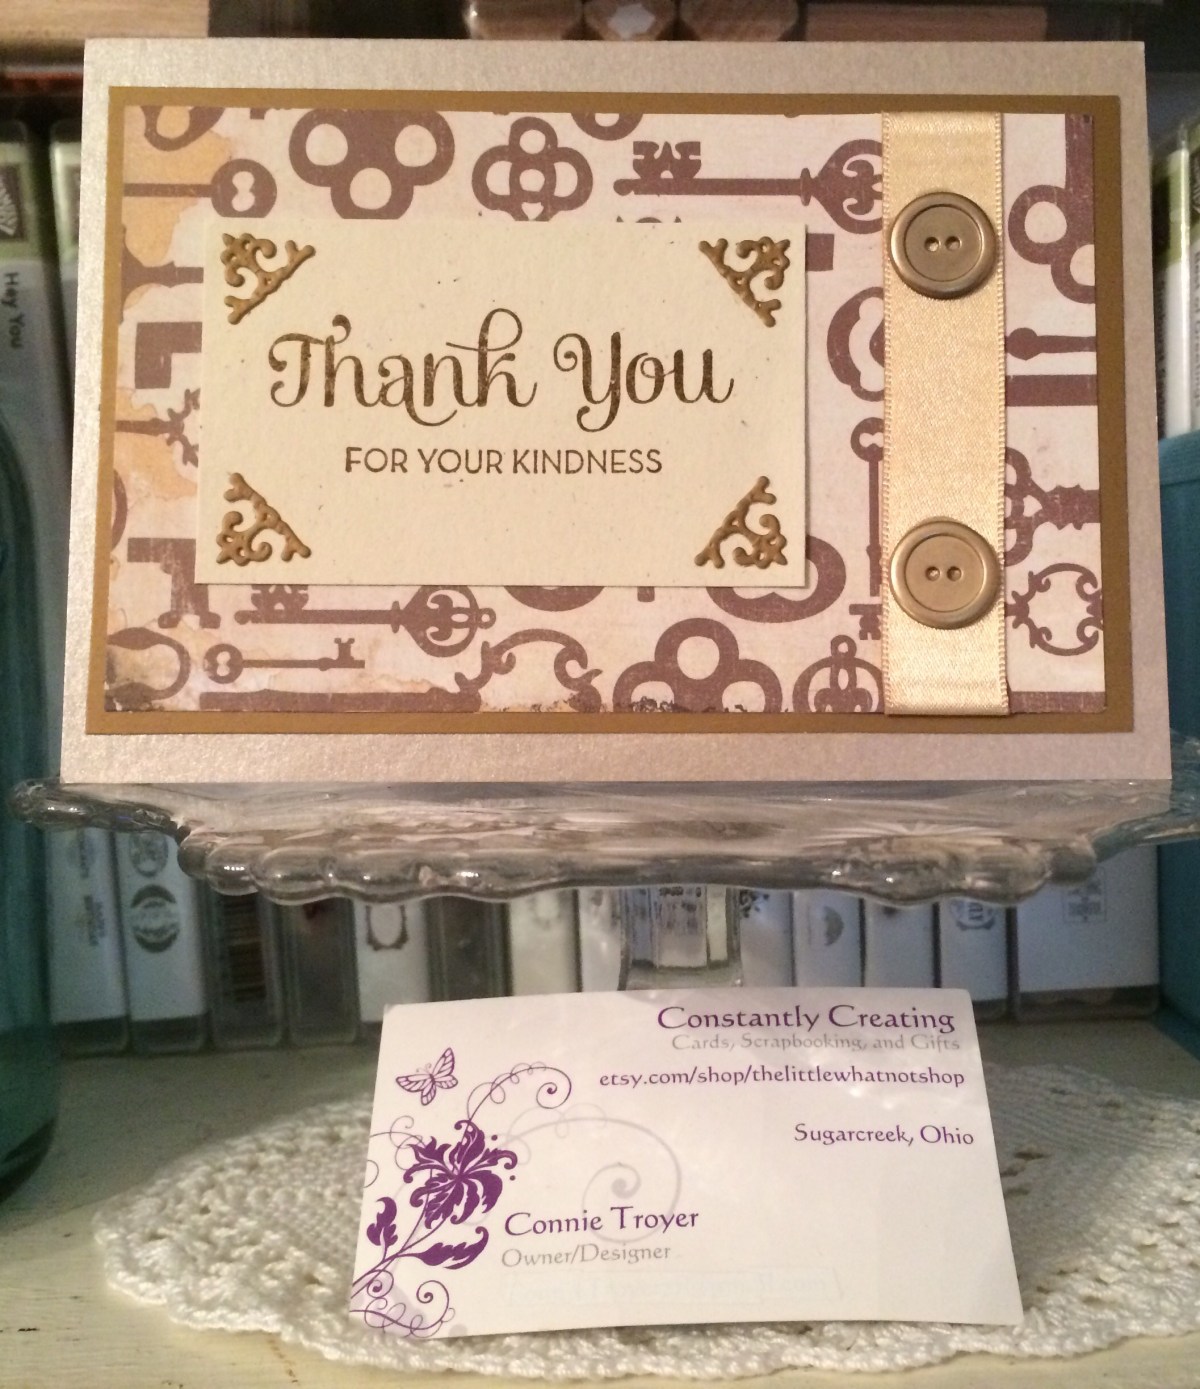 Hey You
Thank You
FOR YOUR KINDNESS
Constantly Creating
Cards, Scrapbooking, and Gifts
etsy.com/shop/thelittlewhatnotshop
Sugarcreek, Ohio
Connie Troyer
Owner/Designer